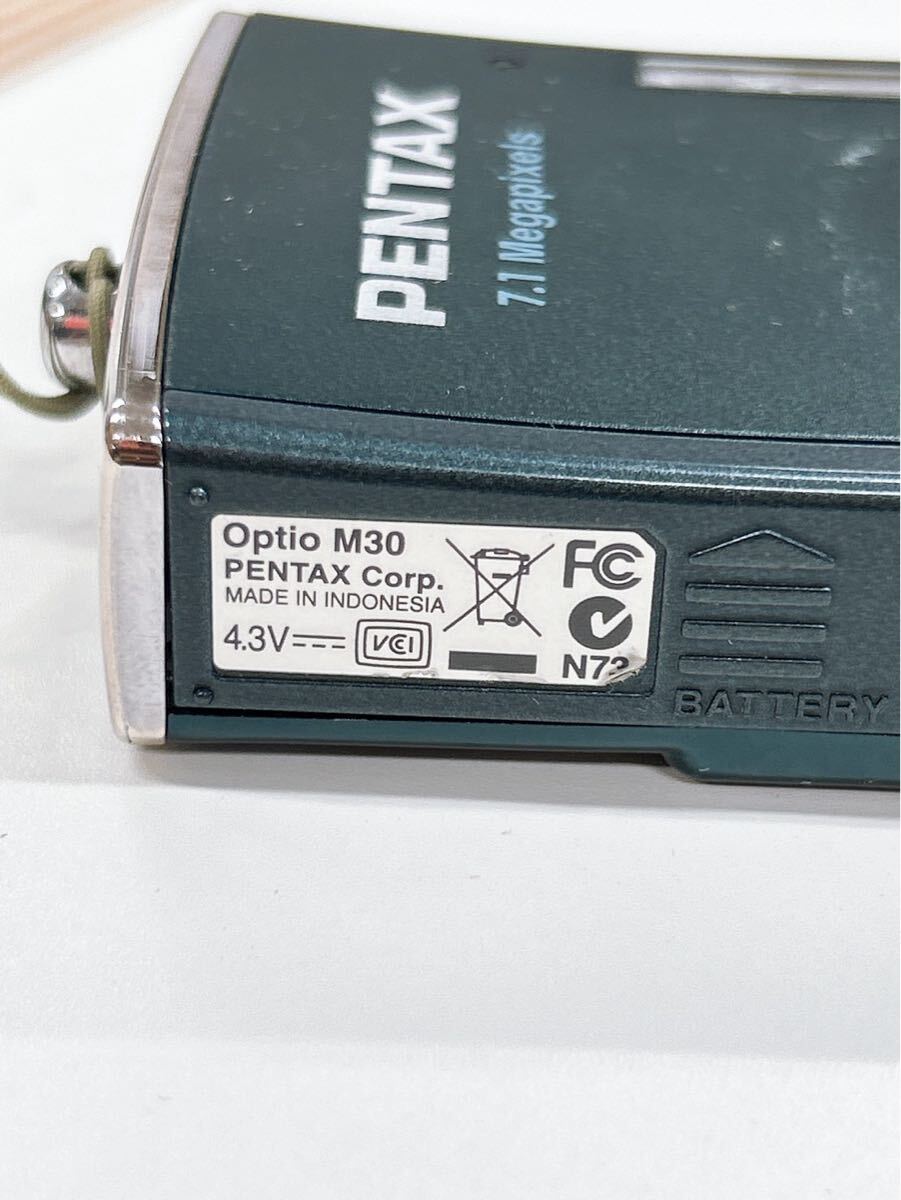 PENTAX
7.1 Megapixels
Optio M30
PENTAX Corp.
MADE IN INDONESIA
4.3V
VCI
FC
BATTERY